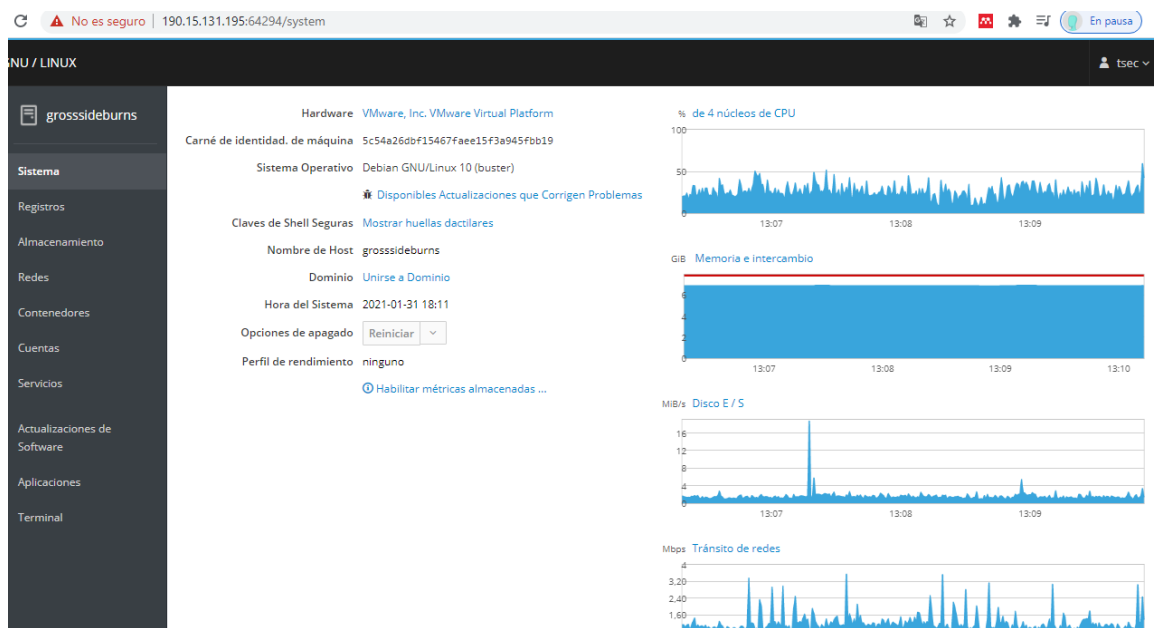 No es seguro | 190.15.131.195:64294/system
En pausa
GNU / LINUX
tsec
grosssideburns
Sistema
Registros
Almacenamiento
Redes
Contenedores
Cuentas
Servicios
Actualizaciones de
Software
Aplicaciones
Terminal
Hardware VMware, Inc. VMware Virtual Platform
Carné de identidad. de máquina 5c54a26dbf15467faee15f3a945fbb19
Sistema Operativo Debian GNU/Linux 10 (buster)
Disponibles Actualizaciones que Corrigen Problemas
Claves de Shell Seguras Mostrar huellas dactilares
Nombre de Host grosssideburns
Dominio Unirse a Dominio
Hora del Sistema 2021-01-31 18:11
Opciones de apagado Reiniciar
Perfil de rendimiento ninguno
Habilitar métricas almacenadas ...
% de 4 núcleos de CPU
100
50
0
13:07 13:08 13:09
GiB Memoria e intercambio
6
4
2
0
13:07 13:08 13:09 13:10
MiB/s Disco E / S
16
12
8
4
0
13:07 13:08 13:09
Mbps Tránsito de redes
4
3,20
2,40
1,60